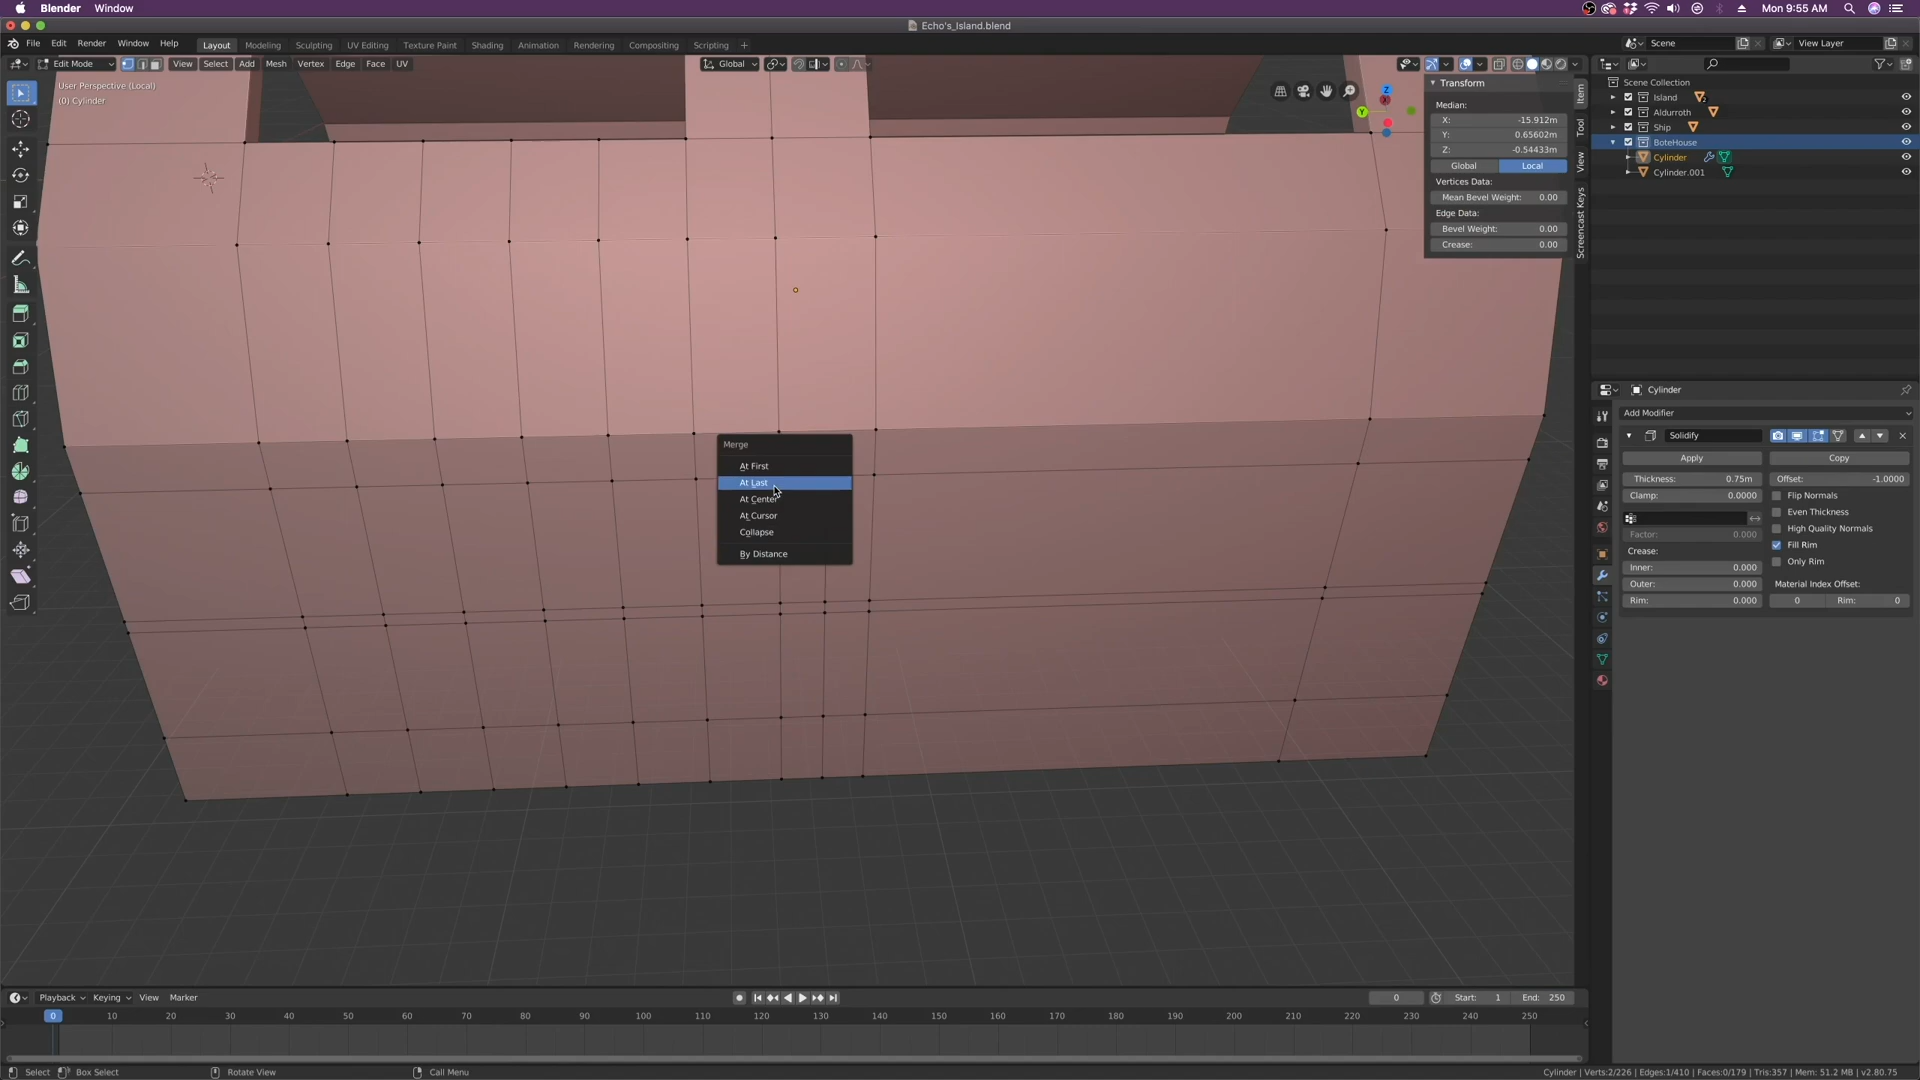 Blender Window
Mon 9:55 AM
Echo's_Island.blend
File Edit Render Window Help
Layout Modeling Sculpting UV Editing Texture Paint Shading Animation Rendering Compositing Scripting +
Scene View Layer
Edit Mode View Select Add Mesh Vertex Edge Face UV Global
User Perspective (Local)
(0) Cylinder
Transform
Median:
X: -15.912m
Y: 0.65602m
Z: -0.54433m
Global Local
Vertices Data:
Mean Bevel Weight: 0.00
Edge Data:
Bevel Weight: 0.00
Crease: 0.00
Item
Tool
View
Screencast Keys
Z
Y
X
Scene Collection
Island 2
Aldurroth
Ship
BoteHouse
Cylinder
Cylinder.001
Cylinder
Add Modifier
Solidify
Apply Copy
Thickness: 0.75m Offset: -1.0000
Clamp: 0.0000 Flip Normals
Even Thickness
High Quality Normals
Factor: 0.000
Crease: Fill Rim
Only Rim
Inner: 0.000
Outer: 0.000 Material Index Offset:
Rim: 0.000 0 Rim: 0
Merge
At First
At Last
At Center
At Cursor
Collapse
By Distance
Playback Keying View Marker
0 Start: 1 End: 250
0 10 20 30 40 50 60 70 80 90 100 110 120 130 140 150 160 170 180 190 200 210 220 230 240 250
Select Box Select Rotate View Call Menu
Cylinder | Verts:2/226 | Edges:1/410 | Faces:0/179 | Tris:357 | Mem: 51.2 MB | v2.80.75